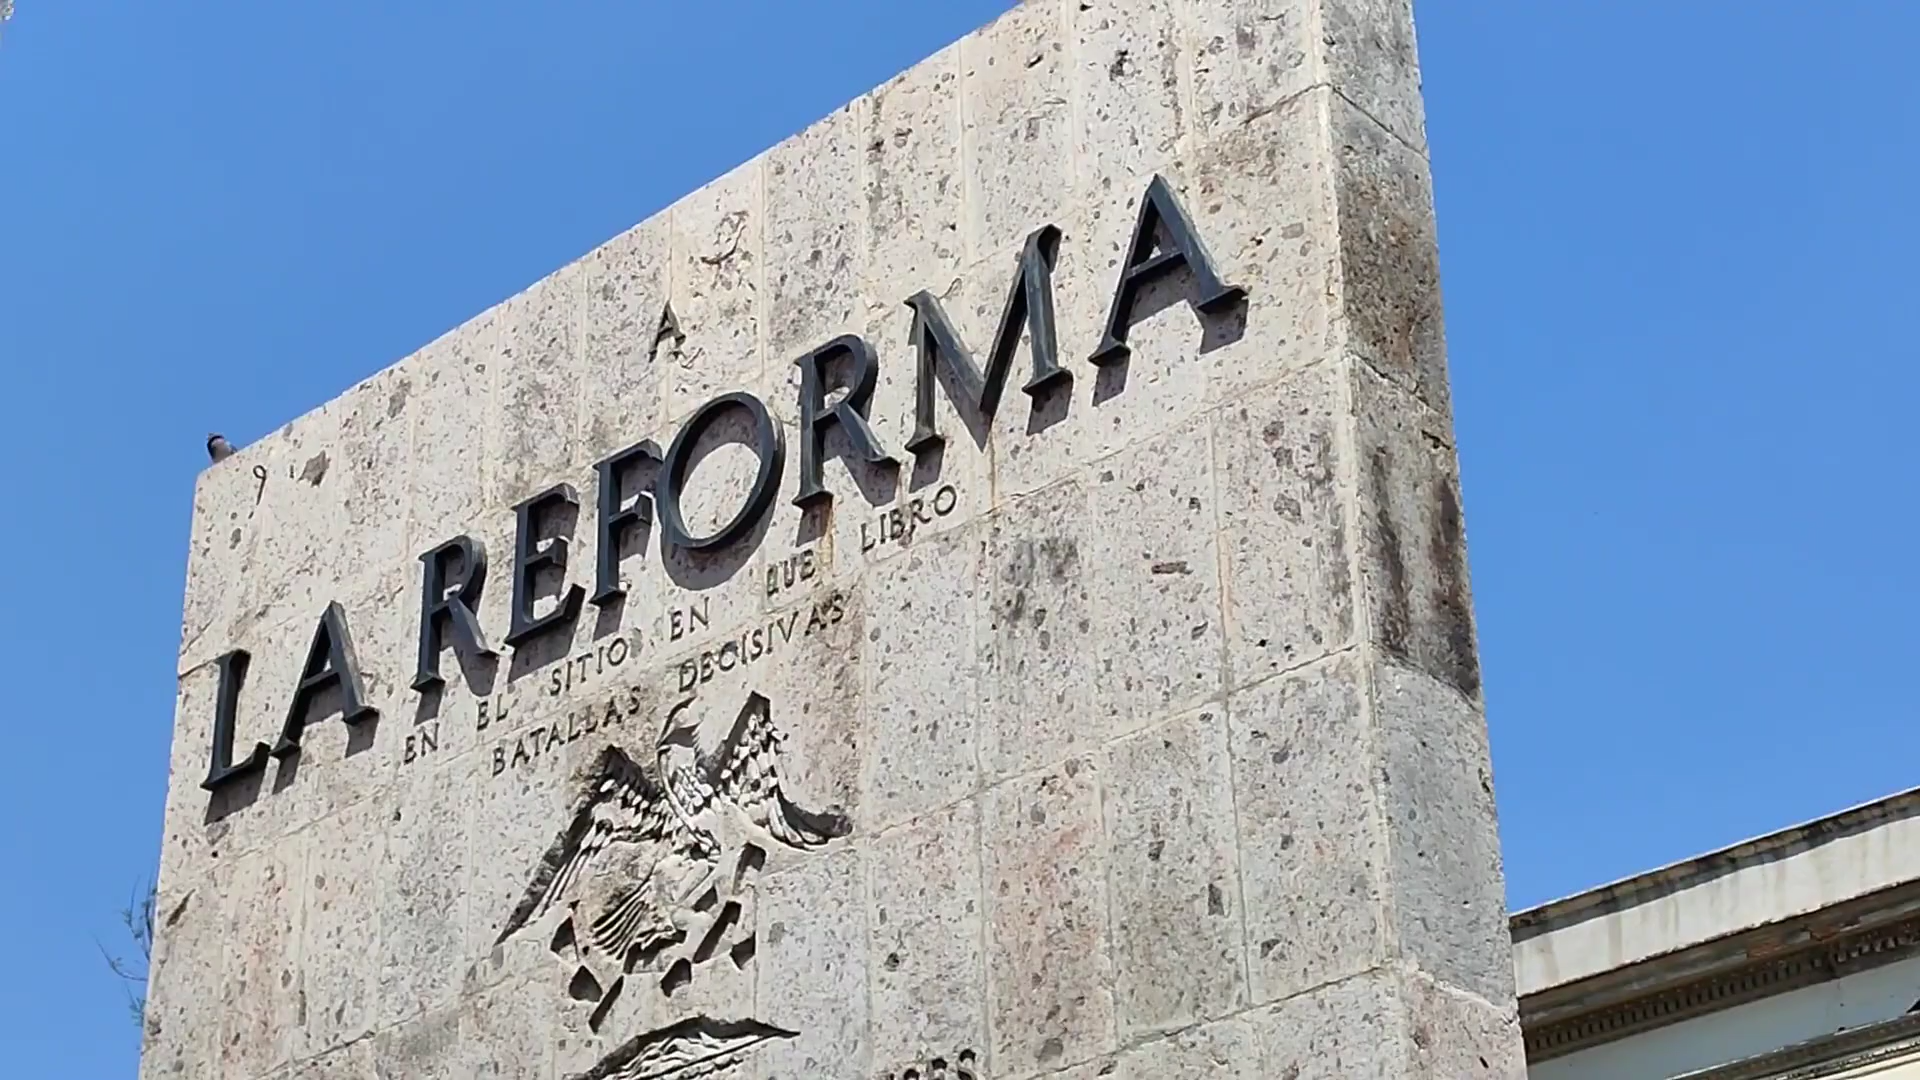 A
LA REFORMA
EN EL SITIO EN QUE LIBRO
BATALLAS DECISIVAS